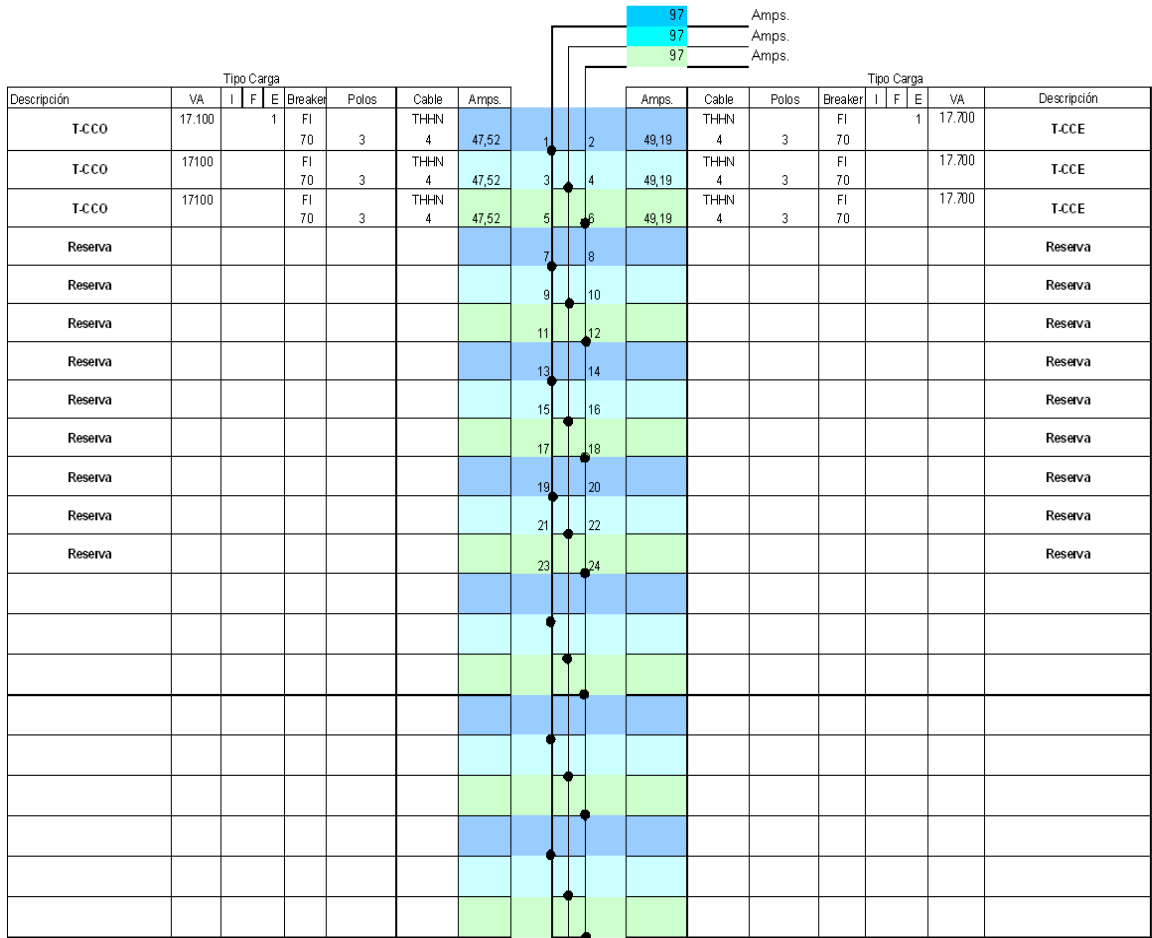 97 Amps.
97 Amps.
97 Amps.
Tipo Carga Tipo Carga
Descripción VA I F E Breaker Polos Cable Amps. Amps. Cable Polos Breaker I F E VA Descripción
T-CCO 17.100 1 FI 70 3 THHN 4 47,52 1 2 49,19 THHN 4 3 FI 70 1 17.700 T-CCE
T-CCO 17100 FI 70 3 THHN 4 47,52 3 4 49,19 THHN 4 3 FI 70 17.700 T-CCE
T-CCO 17100 FI 70 3 THHN 4 47,52 5 6 49,19 THHN 4 3 FI 70 17.700 T-CCE
Reserva 7 8 Reserva
Reserva 9 10 Reserva
Reserva 11 12 Reserva
Reserva 13 14 Reserva
Reserva 15 16 Reserva
Reserva 17 18 Reserva
Reserva 19 20 Reserva
Reserva 21 22 Reserva
Reserva 23 24 Reserva